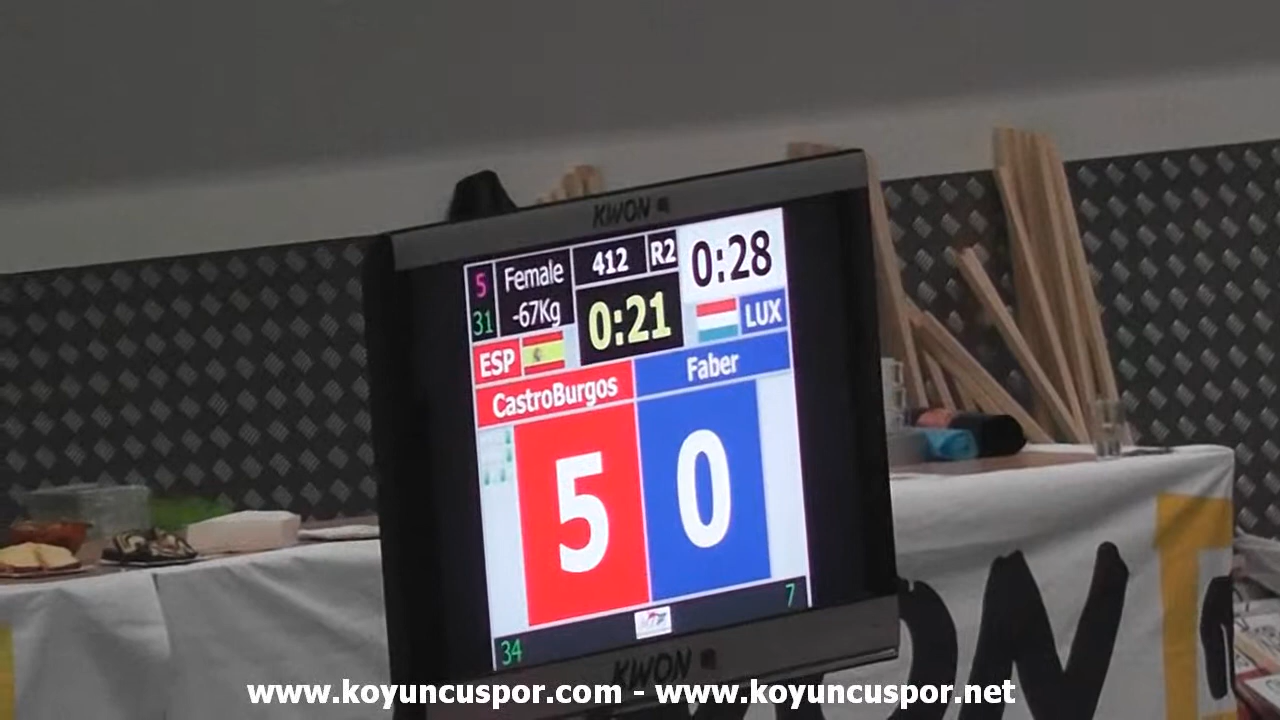 KWON
5 Female 412 R2 0:28
31 -67Kg 0:21 LUX
ESP
CastroBurgos Faber
5 0
34 7
KWON
ON
www.koyuncuspor.com - www.koyuncuspor.net